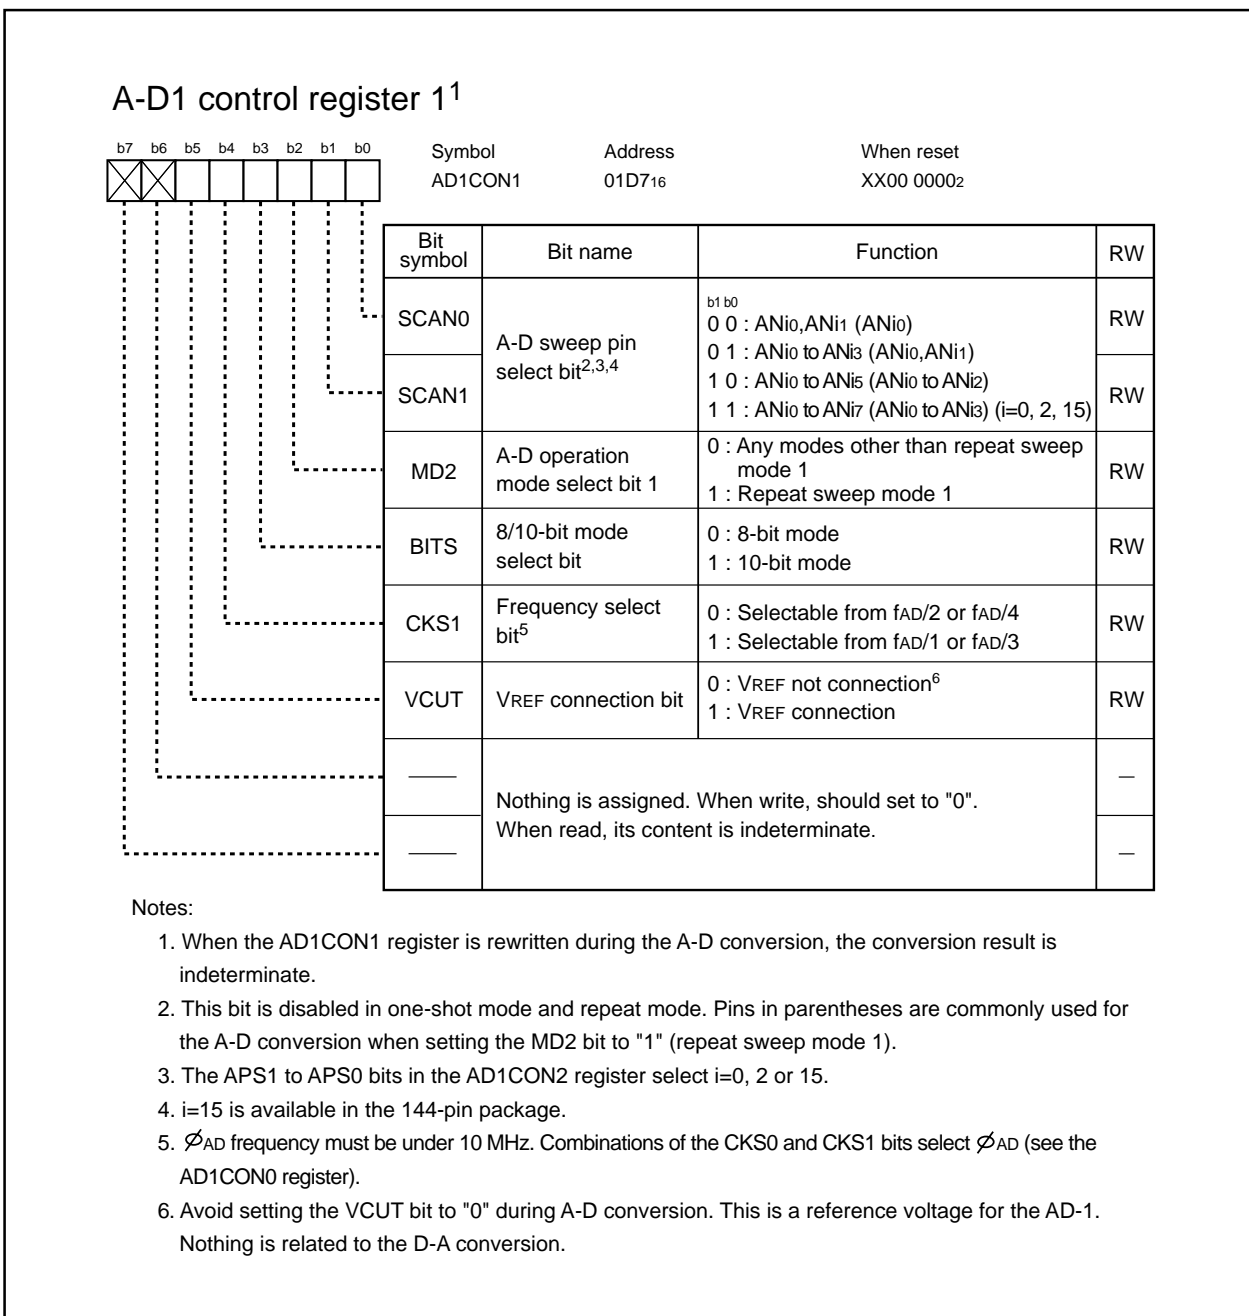 A-D1 control register 1¹
b7 b6 b5 b4 b3 b2 b1 b0
Symbol Address When reset
AD1CON1 01D716 XX00 00002
Bit symbol Bit name Function RW
SCAN0 A-D sweep pin select bit2,3,4 RW
b1 b0
0 0 : ANi0,ANi1 (ANi0)
0 1 : ANi0 to ANi3 (ANi0,ANi1)
SCAN1 RW
1 0 : ANi0 to ANi5 (ANi0 to ANi2)
1 1 : ANi0 to ANi7 (ANi0 to ANi3) (i=0, 2, 15)
MD2 A-D operation mode select bit 1 RW
0 : Any modes other than repeat sweep
mode 1
1 : Repeat sweep mode 1
BITS 8/10-bit mode select bit RW
0 : 8-bit mode
1 : 10-bit mode
CKS1 Frequency select bit5 RW
0 : Selectable from fAD/2 or fAD/4
1 : Selectable from fAD/1 or fAD/3
VCUT VREF connection bit RW
0 : VREF not connection6
1 : VREF connection
Nothing is assigned. When write, should set to "0".
When read, its content is indeterminate.
Notes:
1. When the AD1CON1 register is rewritten during the A-D conversion, the conversion result is
indeterminate.
2. This bit is disabled in one-shot mode and repeat mode. Pins in parentheses are commonly used for
the A-D conversion when setting the MD2 bit to "1" (repeat sweep mode 1).
3. The APS1 to APS0 bits in the AD1CON2 register select i=0, 2 or 15.
4. i=15 is available in the 144-pin package.
5. ØAD frequency must be under 10 MHz. Combinations of the CKS0 and CKS1 bits select ØAD (see the
AD1CON0 register).
6. Avoid setting the VCUT bit to "0" during A-D conversion. This is a reference voltage for the AD-1.
Nothing is related to the D-A conversion.